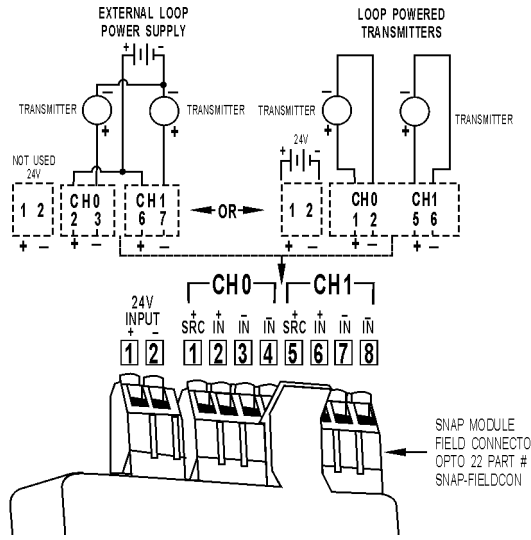 EXTERNAL LOOP
POWER SUPPLY
LOOP POWERED
TRANSMITTERS
+ -
- -
- -
TRANSMITTER
TRANSMITTER
TRANSMITTER
TRANSMITTER
+ +
+ +
NOT USED
24V
24V
+ -
1 2
CH0
2 3
CH1
6 7
OR
1 2
CH0
1 2
CH1
5 6
+ - + - + -
+ - + - + -
CH0 CH1
24V
INPUT
+ -
+ + - - + + - -
SRC IN IN IN SRC IN IN IN
1 2 1 2 3 4 5 6 7 8
SNAP MODULE
FIELD CONNECTO
OPTO 22 PART #
SNAP-FIELDCON